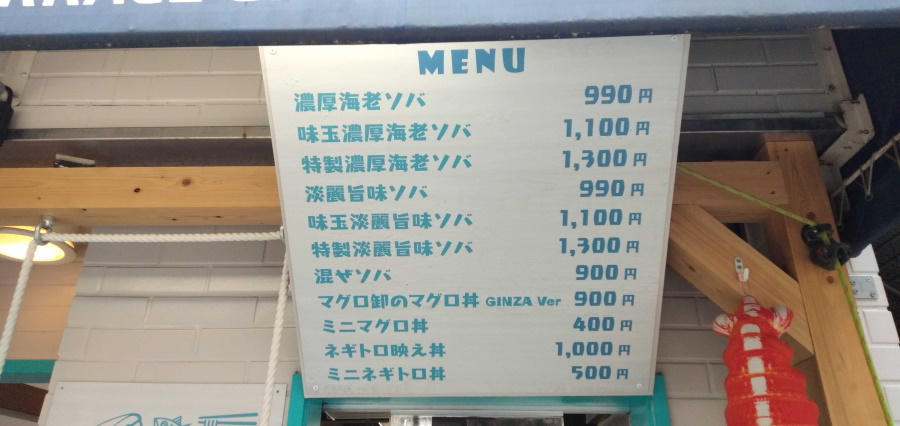 MENU
濃厚海老ソバ 990円
味玉濃厚海老ソバ 1,100円
特製濃厚海老ソバ 1,300円
淡麗旨味ソバ 990円
味玉淡麗旨味ソバ 1,100円
特製淡麗旨味ソバ 1,300円
混ぜソバ 900円
マグロ卸のマグロ丼 GINZA Ver 900円
ミニマグロ丼 400円
ネギトロ映え丼 1,000円
ミニネギトロ丼 500円